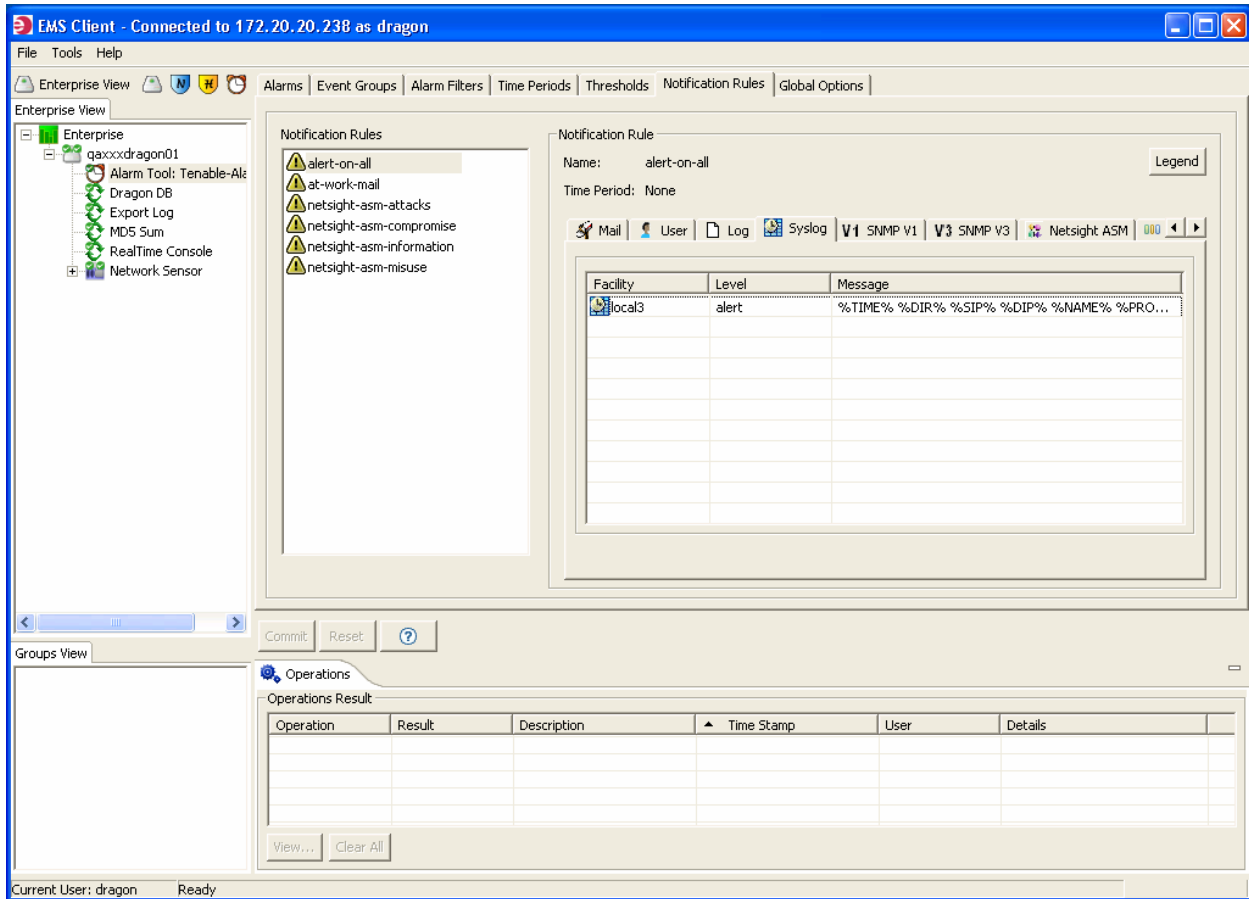 EMS Client - Connected to 172.20.20.238 as dragon
File Tools Help
Enterprise View
Alarms Event Groups Alarm Filters Time Periods Thresholds Notification Rules Global Options
Enterprise View
Enterprise
qaxxxdragon01
Alarm Tool: Tenable-Ala
Dragon DB
Export Log
MD5 Sum
RealTime Console
Network Sensor
Notification Rules
alert-on-all
at-work-mail
netsight-asm-attacks
netsight-asm-compromise
netsight-asm-information
netsight-asm-misuse
Notification Rule
Name: alert-on-all
Legend
Time Period: None
Mail User Log Syslog V1 SNMP V1 V3 SNMP V3 Netsight ASM
Facility Level Message
local3 alert %TIME% %DIR% %SIP% %DIP% %NAME% %PRO...
Commit Reset ?
Groups View
Operations
Operations Result
Operation Result Description Time Stamp User Details
View... Clear All
Current User: dragon Ready